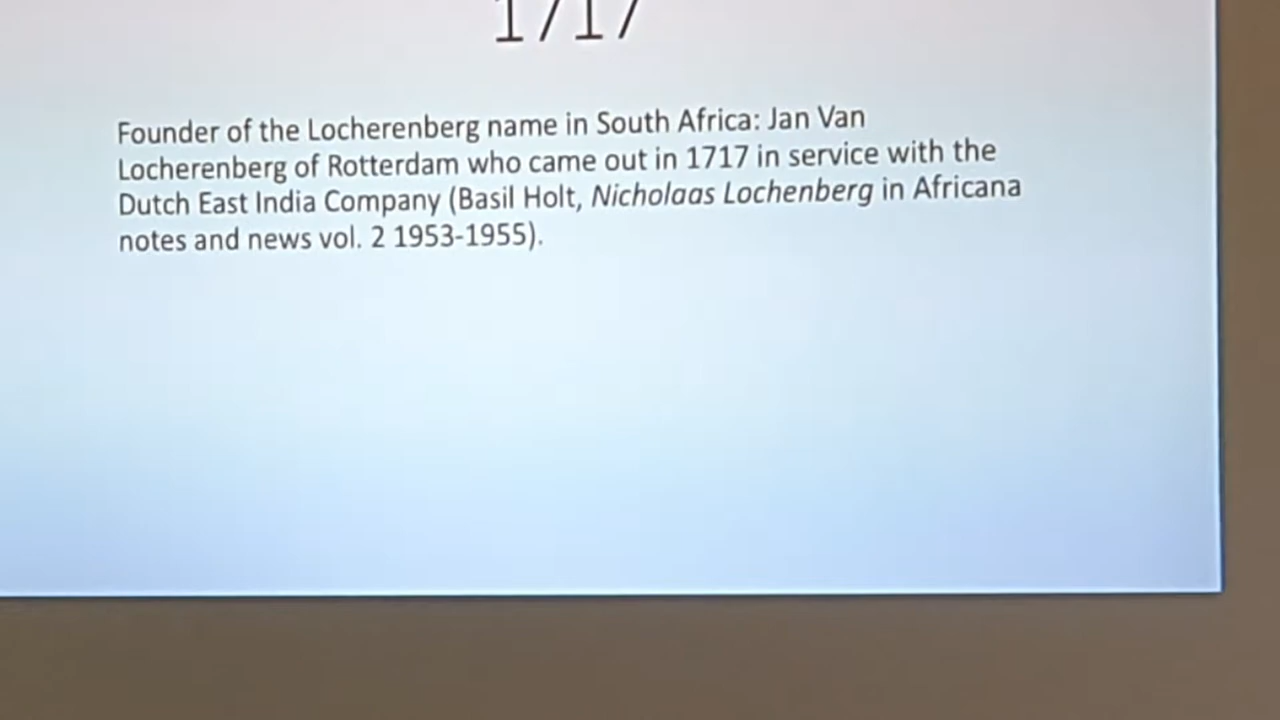 1717
Founder of the Locherenberg name in South Africa: Jan Van
Locherenberg of Rotterdam who came out in 1717 in service with the
Dutch East India Company (Basil Holt, Nicholaas Lochenberg in Africana
notes and news vol. 2 1953-1955).